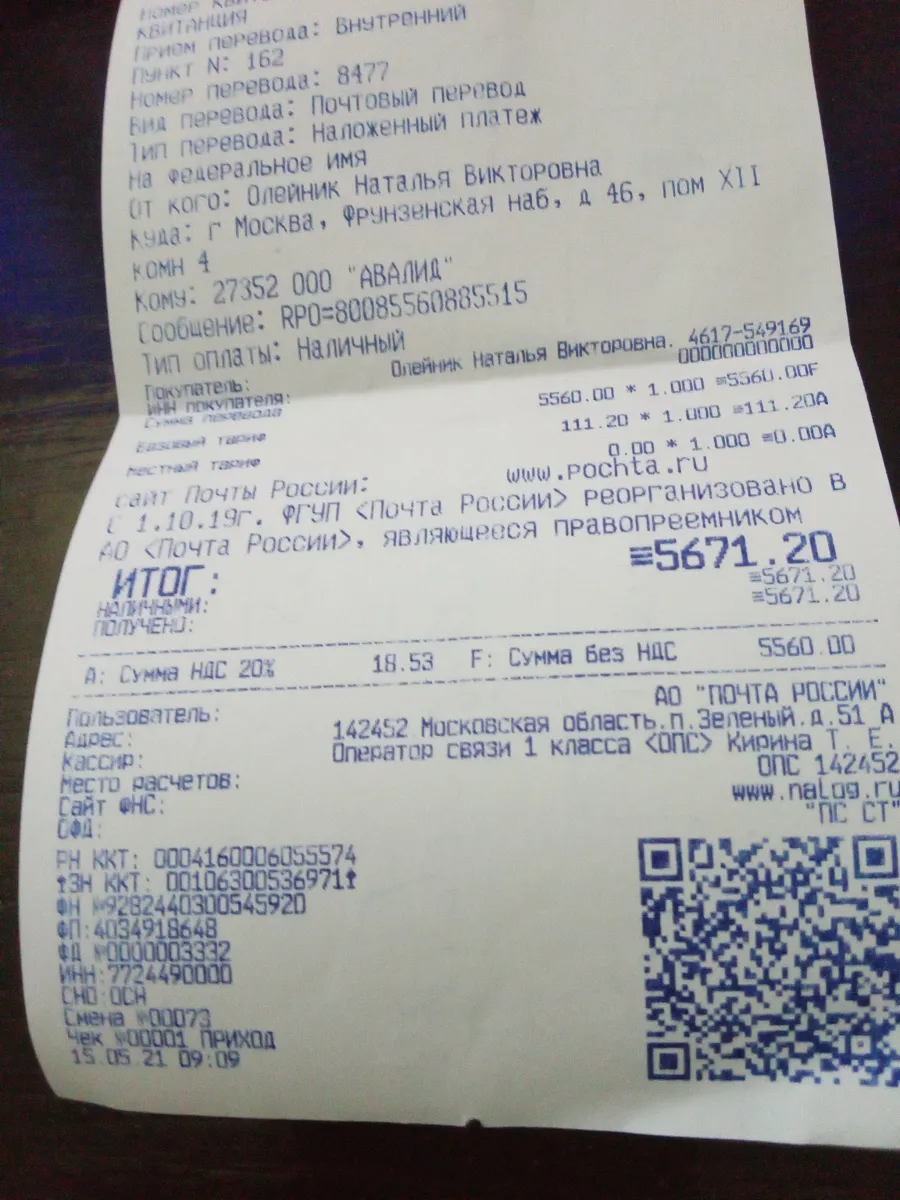 Номер
КВИТАНЦИЯ
Прием перевода: Внутренний
ПУНКТ N: 162
Номер перевода: 8477
Вид перевода: Почтовый перевод
Тип перевода: Наложенный платеж
На Федеральное имя
От кого: Олейник Наталья Викторовна
Куда: г Москва, Фрунзенская наб, д 46, пом XII
комн 4
Кому: 27352 ООО "АВАЛИД"
Сообщение: RPO=80085560885515
Тип оплаты: Наличный
Покупатель: Олейник Наталья Викторовна. 4617-549169
ИНН покупателя: 000000000000
Сумма перевода 5560.00 * 1.000 ≡5560.00F
Базовый тариф 111.20 * 1.000 ≡111.20А
Местный тариф 0.00 * 1.000 ≡0.00А
Сайт Почты России: www.pochta.ru
С 1.10.19г. ФГУП <Почта России> реорганизовано в
АО <Почта России>, являющееся правопреемником
ИТОГ: ≡5671.20
НАЛИЧНЫМИ: ≡5671.20
ПОЛУЧЕНО: ≡5671.20
А: Сумма НДС 20% 18.53 F: Сумма без НДС 5560.00
Пользователь: АО "ПОЧТА РОССИИ"
Адрес: 142452 Московская область.п.Зеленый.д.51 А
Кассир: Оператор связи 1 класса <ОПС> Кирина Т. Е.
Место расчетов: ОПС 142452
Сайт ФНС: www.nalog.ru
ОФД: "ПС СТ"
РН ККТ: 0004160006055574
ЗН ККТ: 00106300536971
ФН №9282440300545920
ФП:4034918648
ФД №0000003332
ИНН:7724490000
СНО:ОСН
Смена №00073
Чек №00001 ПРИХОД
15.05.21 09:09